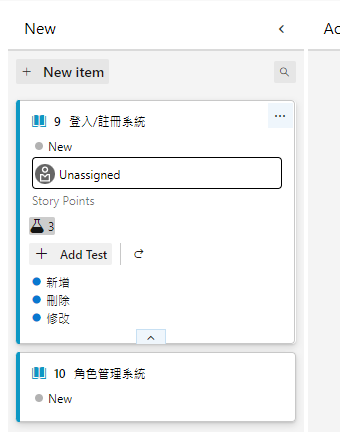 New
Ac
+ New item
9 登入/註冊系統
New
Unassigned
Story Points
3
+ Add Test
新增
刪除
修改
10 角色管理系統
New